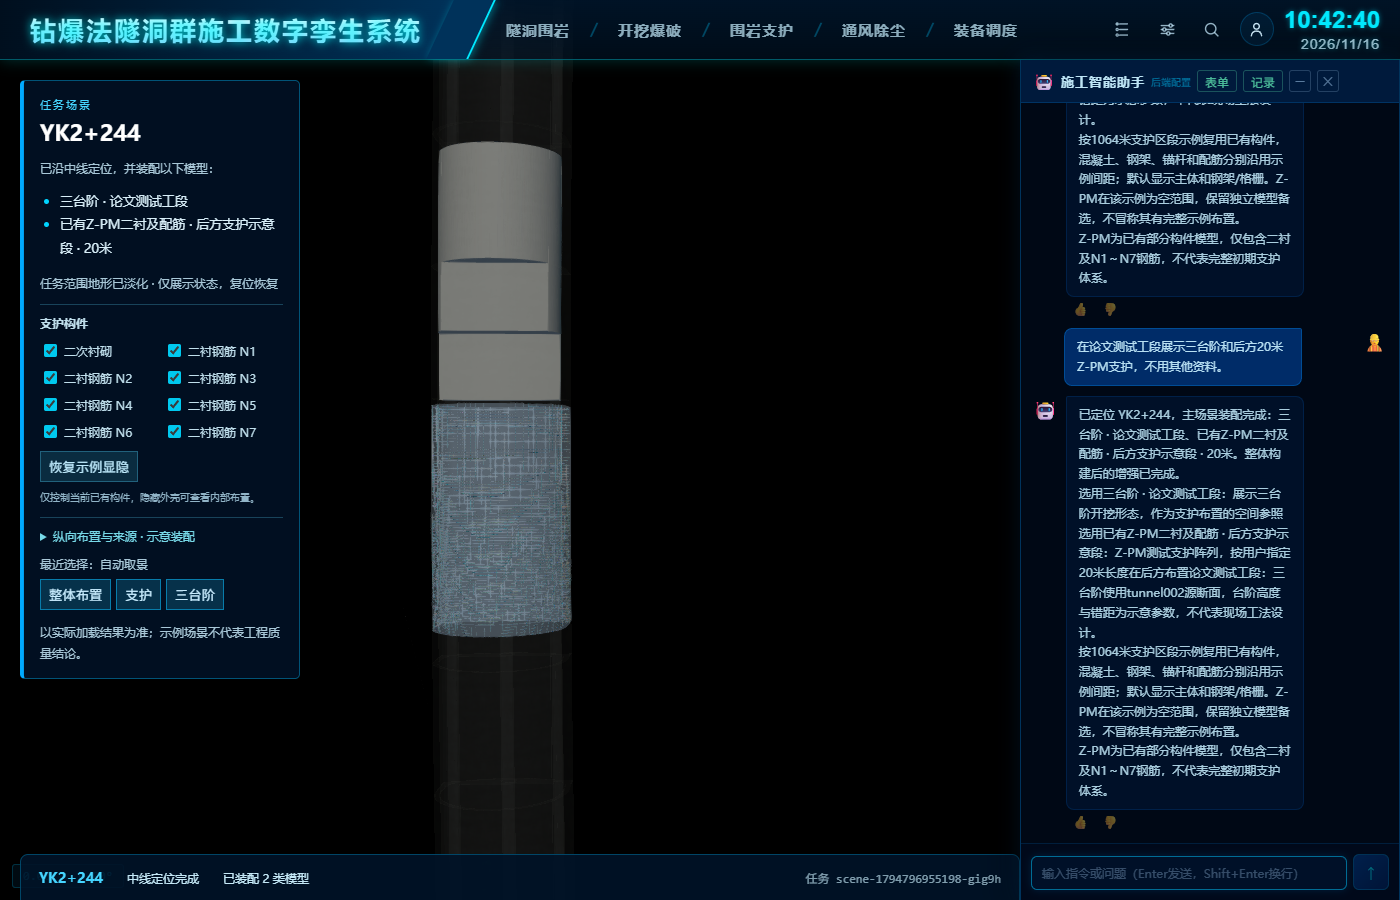 钻爆法隧洞群施工数字孪生系统
隧洞围岩 / 开挖爆破 / 围岩支护 / 通风除尘 / 装备调度
10:42:40
2026/11/16
任务场景
YK2+244
已沿中线定位，并装配以下模型：
三台阶 · 论文测试工段
已有Z-PM二衬及配筋 · 后方支护示意
段 · 20米
任务范围地形已淡化 · 仅展示状态，复位恢复
支护构件
二次衬砌 二衬钢筋 N1
二衬钢筋 N2 二衬钢筋 N3
二衬钢筋 N4 二衬钢筋 N5
二衬钢筋 N6 二衬钢筋 N7
恢复示例显隐
仅控制当前已有构件，隐藏外壳可查看内部布置。
纵向布置与来源 · 示意装配
最近选择：自动取景
整体布置 支护 三台阶
以实际加载结果为准；示例场景不代表工程质
量结论。
施工智能助手 后端配置 表单 记录
计。
按1064米支护区段示例复用已有构件，
混凝土、钢架、锚杆和配筋分别沿用示
例间距；默认显示主体和钢架/格栅。Z-
PM在该示例为空范围，保留独立模型备
选，不冒称其有完整示例布置。
Z-PM为已有部分构件模型，仅包含二衬
及N1～N7钢筋，不代表完整初期支护
体系。
在论文测试工段展示三台阶和后方20米
Z-PM支护，不用其他资料。
已定位 YK2+244，主场景装配完成：三
台阶 · 论文测试工段、已有Z-PM二衬及
配筋 · 后方支护示意段 · 20米。整体构
建后的增强已完成。
选用三台阶 · 论文测试工段：展示三台
阶开挖形态，作为支护布置的空间参照
选用已有Z-PM二衬及配筋 · 后方支护示
意段：Z-PM测试支护阵列，按用户指定
20米长度在后方布置论文测试工段：三
台阶使用tunnel002源断面，台阶高度
与错距为示意参数，不代表现场工法设
计。
按1064米支护区段示例复用已有构件，
混凝土、钢架、锚杆和配筋分别沿用示
例间距；默认显示主体和钢架/格栅。Z-
PM在该示例为空范围，保留独立模型备
选，不冒称其有完整示例布置。
Z-PM为已有部分构件模型，仅包含二衬
及N1～N7钢筋，不代表完整初期支护
体系。
输入指令或问题（Enter发送，Shift+Enter换行）
YK2+244 中线定位完成 已装配 2 类模型 任务 scene-1794796955198-gig9h